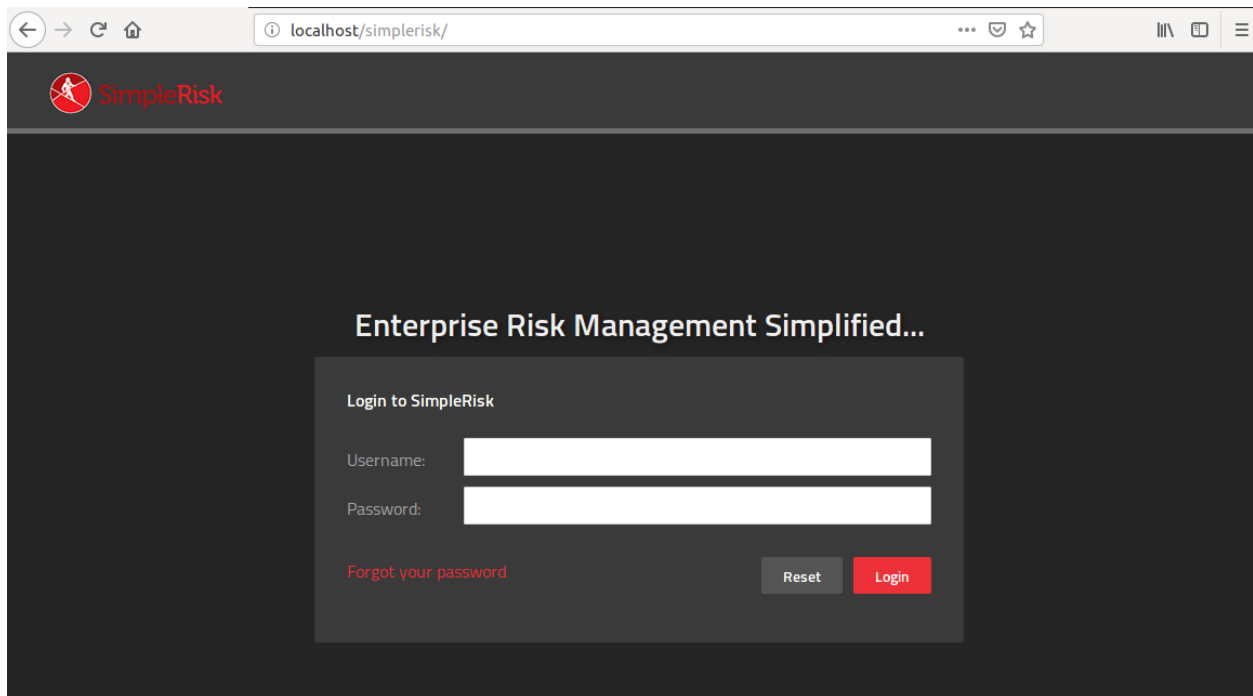 localhost/simplerisk/
SimpleRisk
Enterprise Risk Management Simplified...
Login to SimpleRisk
Username:
Password:
Forgot your password
Reset
Login